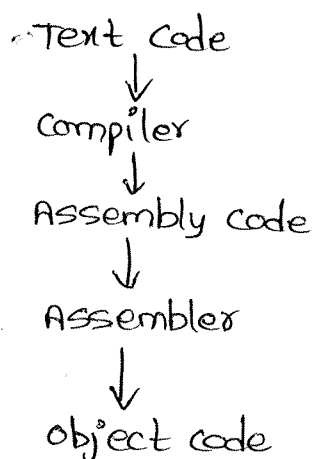 Text Code
Compiler
Assembly code
Assembler
object code